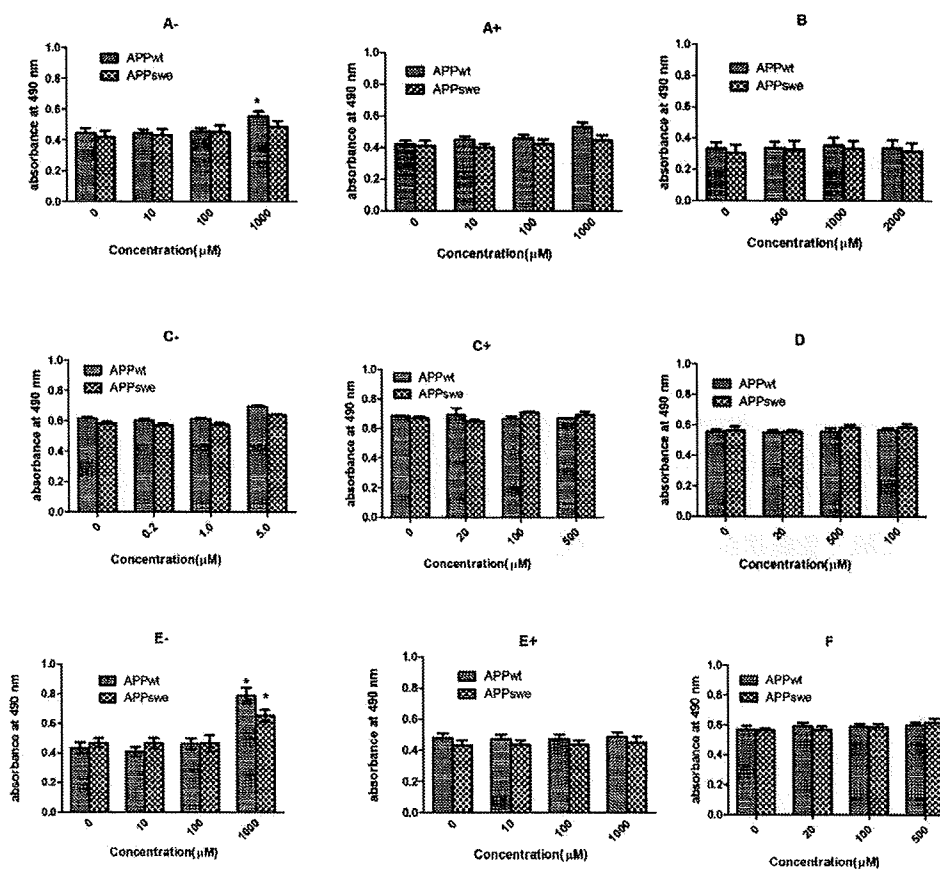 A-
absorbance at 490 nm
1.0
0.8
0.6
0.4
0.2
0.0
APPwt
APPswe
*
0 10 100 1000
Concentration(μM)
A+
absorbance at 490 nm
1.0
0.8
0.6
0.4
0.2
0.0
APPwt
APPswe
0 10 100 1000
Concentration(μM)
B
absorbance at 490 nm
1.0
0.8
0.6
0.4
0.2
0.0
APPwt
APPswe
0 500 1000 2000
Concentration(μM)
C-
absorbance at 490 nm
1.0
0.8
0.6
0.4
0.2
0.0
APPwt
APPswe
0 0.2 1.0 5.0
Concentration(μM)
C+
absorbance at 490 nm
1.0
0.8
0.6
0.4
0.2
0.0
APPwt
APPswe
0 20 100 500
Concentration(μM)
D
absorbance at 490 nm
1.0
0.8
0.6
0.4
0.2
0.0
APPwt
APPswe
0 20 500 100
Concentration(μM)
E-
absorbance at 490 nm
1.0
0.8
0.6
0.4
0.2
0.0
APPwt
APPswe
* *
0 10 100 1000
Concentration(μM)
E+
absorbance at 490 nm
1.0
0.8
0.6
0.4
0.2
0.0
APPwt
APPswe
0 10 100 1000
Concentration(μM)
F
absorbance at 490 nm
1.0
0.8
0.6
0.4
0.2
0.0
APPwt
APPswe
0 20 100 500
Concentration(μM)